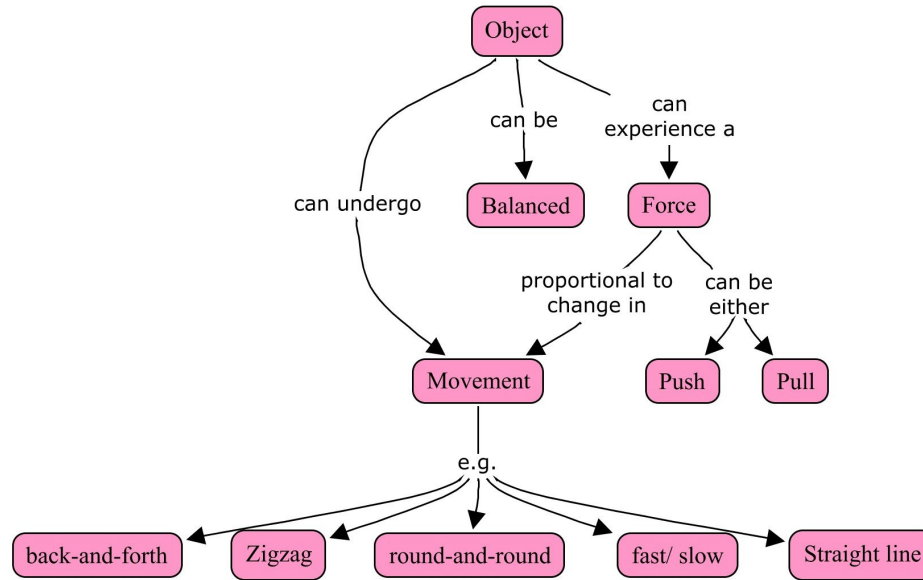 Object
can
experience a
can be
can undergo
Balanced
Force
proportional to
change in
can be
either
Movement
Push
Pull
e.g.
back-and-forth
Zigzag
round-and-round
fast/ slow
Straight line